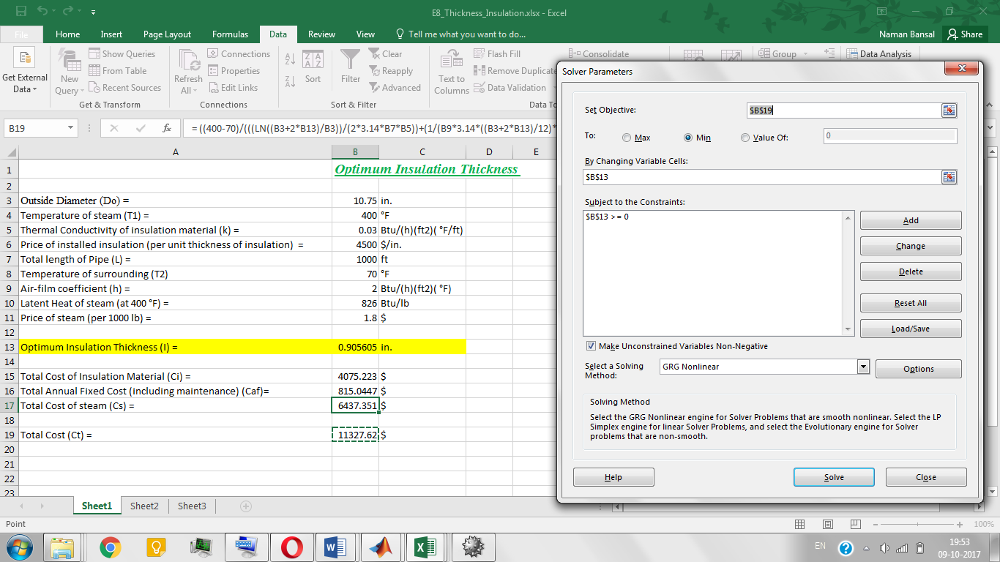 E8_Thickness_Insulation.xlsx - Excel
File Home Insert Page Layout Formulas Data Review View Tell me what you want to do... Naman Bansal Share
Get External Data
New Query
Show Queries
From Table
Recent Sources
Get & Transform
Refresh All
Connections
Properties
Edit Links
Connections
Sort
Filter
Clear
Reapply
Advanced
Sort & Filter
Text to Columns
Flash Fill
Remove Duplicate
Data Validation
Data To
Consolidate
Group
Data Analysis
B19 fx =((400-70)/(((LN((B3+2*B13)/B3))/(2*3.14*B7*B5))+(1/(B9*3.14*((B3+2*B13)/12)*
A B C D E
1 Optimum Insulation Thickness
2
3 Outside Diameter (Do) = 10.75 in.
4 Temperature of steam (T1) = 400 °F
5 Thermal Conductivity of insulation material (k) = 0.03 Btu/(h)(ft2)( °F/ft)
6 Price of installed insulation (per unit thickness of insulation) = 4500 $/in.
7 Total length of Pipe (L) = 1000 ft
8 Temperature of surrounding (T2) 70 °F
9 Air-film coefficient (h) = 2 Btu/(h)(ft2)( °F)
10 Latent Heat of steam (at 400 °F) = 826 Btu/lb
11 Price of steam (per 1000 lb) = 1.8 $
12
13 Optimum Insulation Thickness (I) = 0.905605 in.
14
15 Total Cost of Insulation Material (Ci) = 4075.223 $
16 Total Annual Fixed Cost (including maintenance) (Caf)= 815.0447 $
17 Total Cost of steam (Cs) = 6437.351 $
18
19 Total Cost (Ct) = 11327.62 $
20
21
22
23
Sheet1 Sheet2 Sheet3
Point 100%
Solver Parameters
Set Objective: $B$19
To: Max Min Value Of: 0
By Changing Variable Cells:
$B$13
Subject to the Constraints:
$B$13 >= 0
Add
Change
Delete
Reset All
Load/Save
Make Unconstrained Variables Non-Negative
Select a Solving Method: GRG Nonlinear Options
Solving Method
Select the GRG Nonlinear engine for Solver Problems that are smooth nonlinear. Select the LP
Simplex engine for linear Solver Problems, and select the Evolutionary engine for Solver
problems that are non-smooth.
Help Solve Close
EN 19:53
09-10-2017